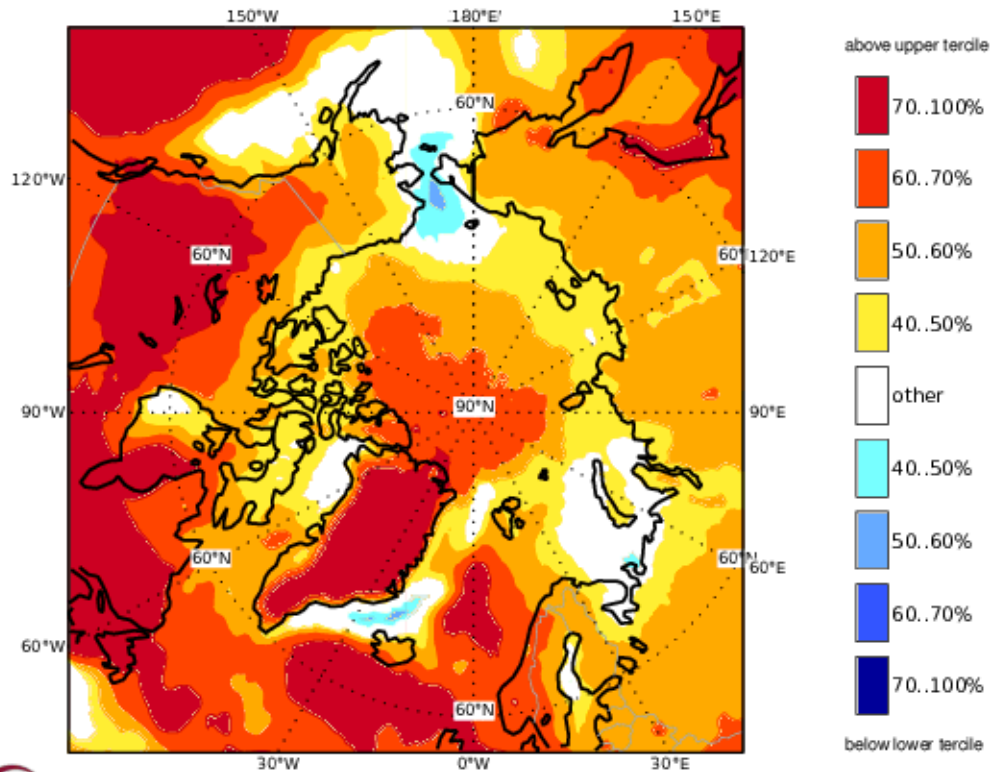 150°W 180°E 150°E
above upper tercile
70..100%
60°N
60..70%
120°W
60°N 60°N 120°E
50..60%
40..50%
other
90°W 90°N 90°E
40..50%
50..60%
60°N 60°N 60°E
60..70%
60°W
70..100%
60°N
below lower tercile
30°W 0°W 30°E